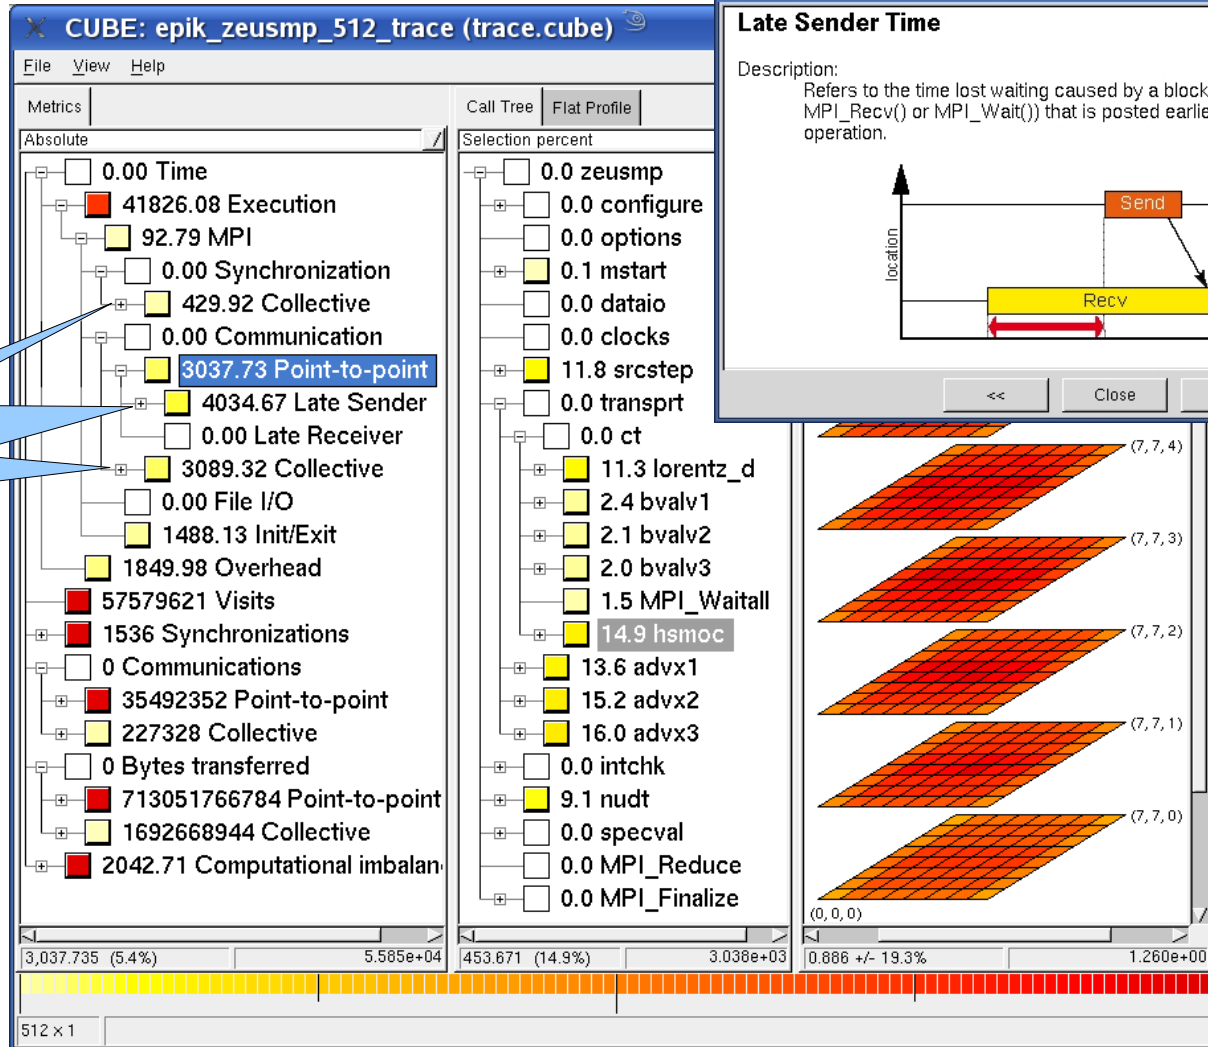 CUBE: epik_zeusmp_512_trace (trace.cube)
File View Help
Metrics
Absolute
0.00 Time
41826.08 Execution
92.79 MPI
0.00 Synchronization
429.92 Collective
0.00 Communication
3037.73 Point-to-point
4034.67 Late Sender
0.00 Late Receiver
3089.32 Collective
0.00 File I/O
1488.13 Init/Exit
1849.98 Overhead
57579621 Visits
1536 Synchronizations
0 Communications
35492352 Point-to-point
227328 Collective
0 Bytes transferred
713051766784 Point-to-point
1692668944 Collective
2042.71 Computational imbalan
3,037.735 (5.4%) 5.585e+04
Call Tree Flat Profile
Selection percent
0.0 zeusmp
0.0 configure
0.0 options
0.1 mstart
0.0 dataio
0.0 clocks
11.8 srcstep
0.0 transprt
0.0 ct
11.3 lorentz_d
2.4 bvalv1
2.1 bvalv2
2.0 bvalv3
1.5 MPI_Waitall
14.9 hsmoc
13.6 advx1
15.2 advx2
16.0 advx3
0.0 intchk
9.1 nudt
0.0 specval
0.0 MPI_Reduce
0.0 MPI_Finalize
453.671 (14.9%) 3.038e+03
Late Sender Time
Description:
Refers to the time lost waiting caused by a block
MPI_Recv() or MPI_Wait()) that is posted earlie
operation.
location
Send
Recv
<< Close
(7,7,4)
(7,7,3)
(7,7,2)
(7,7,1)
(7,7,0)
(0,0,0)
0.886 +/- 19.3% 1.260e+00
512 x 1